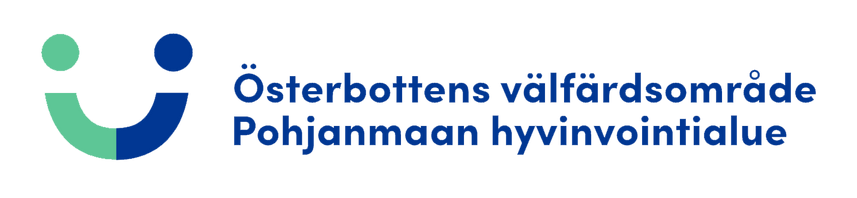 Österbottens välfärdsområde
Pohjanmaan hyvinvointialue